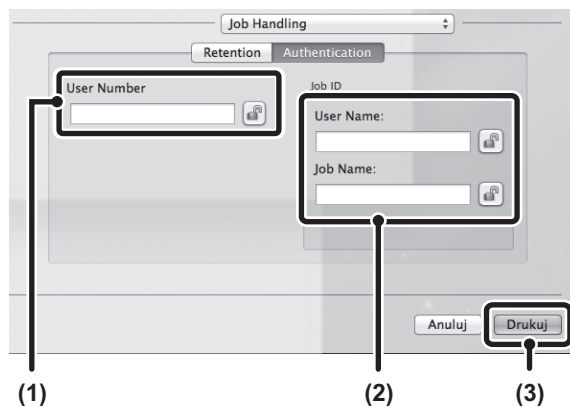 Job Handling
Retention Authentication
User Number
Job ID
User Name:
Job Name:
Anuluj Drukuj
(1) (2) (3)